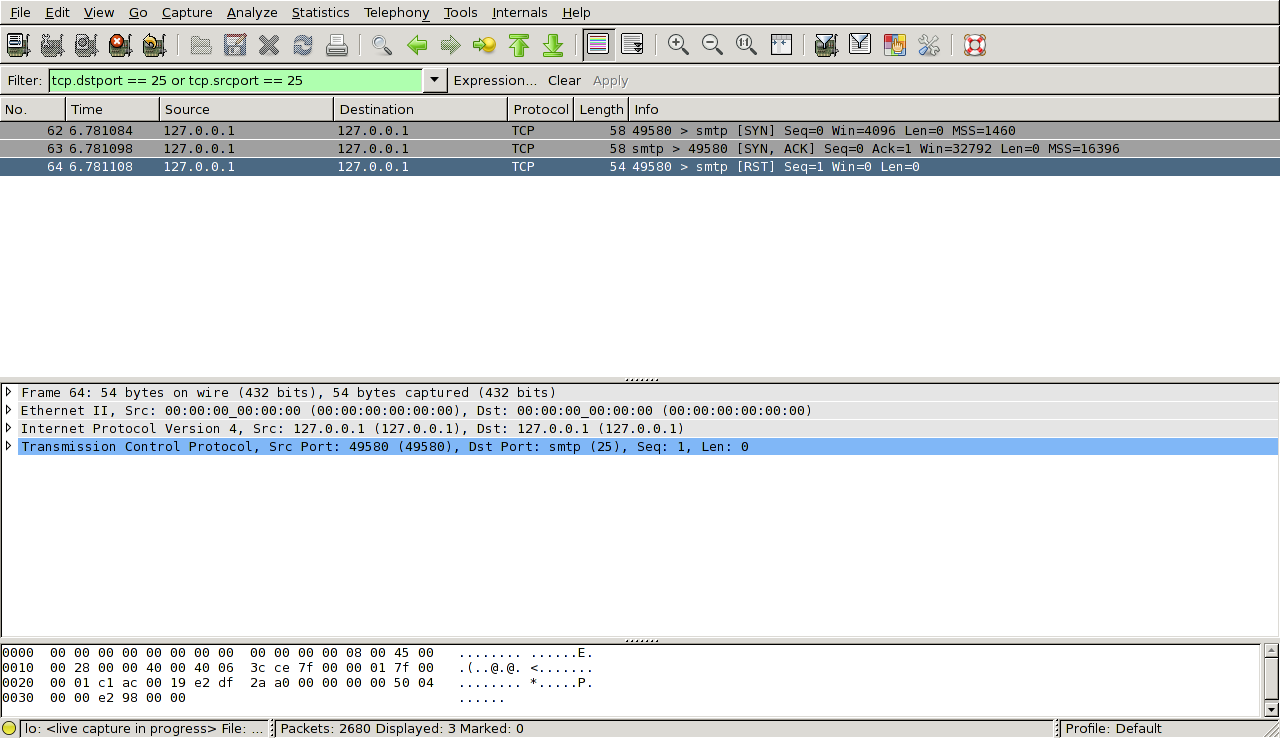 File Edit View Go Capture Analyze Statistics Telephony Tools Internals Help
Filter: tcp.dstport == 25 or tcp.srcport == 25 Expression... Clear Apply
No. Time Source Destination Protocol Length Info
62 6.781084 127.0.0.1 127.0.0.1 TCP 58 49580 > smtp [SYN] Seq=0 Win=4096 Len=0 MSS=1460
63 6.781098 127.0.0.1 127.0.0.1 TCP 58 smtp > 49580 [SYN, ACK] Seq=0 Ack=1 Win=32792 Len=0 MSS=16396
64 6.781108 127.0.0.1 127.0.0.1 TCP 54 49580 > smtp [RST] Seq=1 Win=0 Len=0
Frame 64: 54 bytes on wire (432 bits), 54 bytes captured (432 bits)
Ethernet II, Src: 00:00:00_00:00:00 (00:00:00:00:00:00), Dst: 00:00:00_00:00:00 (00:00:00:00:00:00)
Internet Protocol Version 4, Src: 127.0.0.1 (127.0.0.1), Dst: 127.0.0.1 (127.0.0.1)
Transmission Control Protocol, Src Port: 49580 (49580), Dst Port: smtp (25), Seq: 1, Len: 0
0000 00 00 00 00 00 00 00 00 00 00 00 00 08 00 45 00 ........ ......E.
0010 00 28 00 00 40 00 40 06 3c ce 7f 00 00 01 7f 00 .(..@.@. <.......
0020 00 01 c1 ac 00 19 e2 df 2a a0 00 00 00 00 50 04 ........ *.....P.
0030 00 00 e2 98 00 00 ......
lo: <live capture in progress> File: ... Packets: 2680 Displayed: 3 Marked: 0 Profile: Default